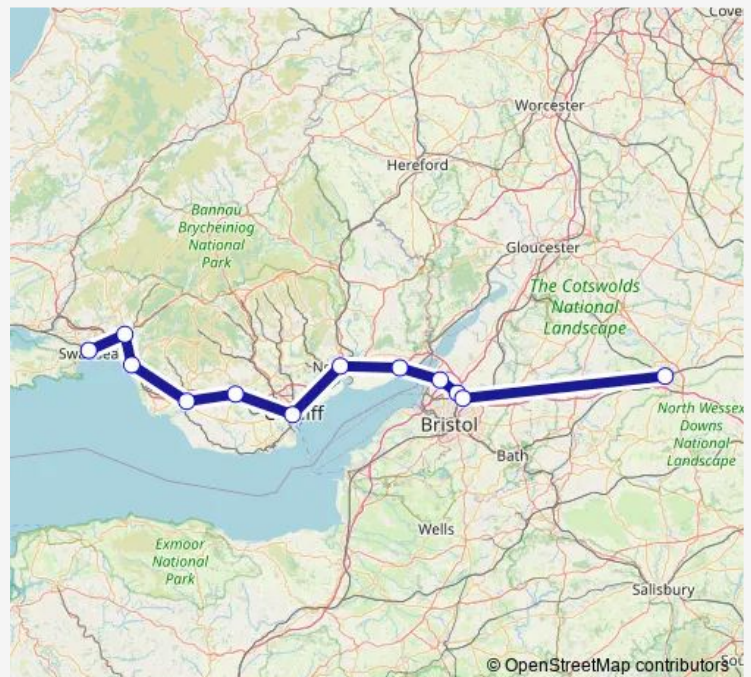 Worcester
Hereford
Bannau
Brycheiniog
National
Park
Gloucester
The Cotswolds
National
Landscape
Bristol
Bath
North Wessex
Downs
National
Landscape
Wells
Exmoor
National
Park
Salisbury
© OpenStreetMap contributors